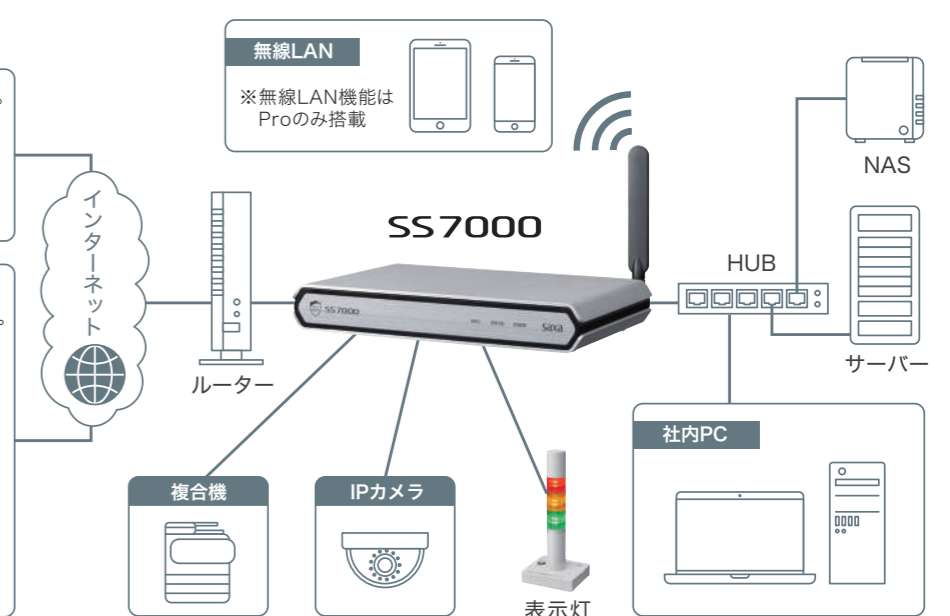 無線LAN
※無線LAN機能は
Proのみ搭載
。
インターネット
SS7000
NAS
HUB
SS7000
saxa
。
ルーター
サーバー
社内PC
複合機
IPカメラ
表示灯